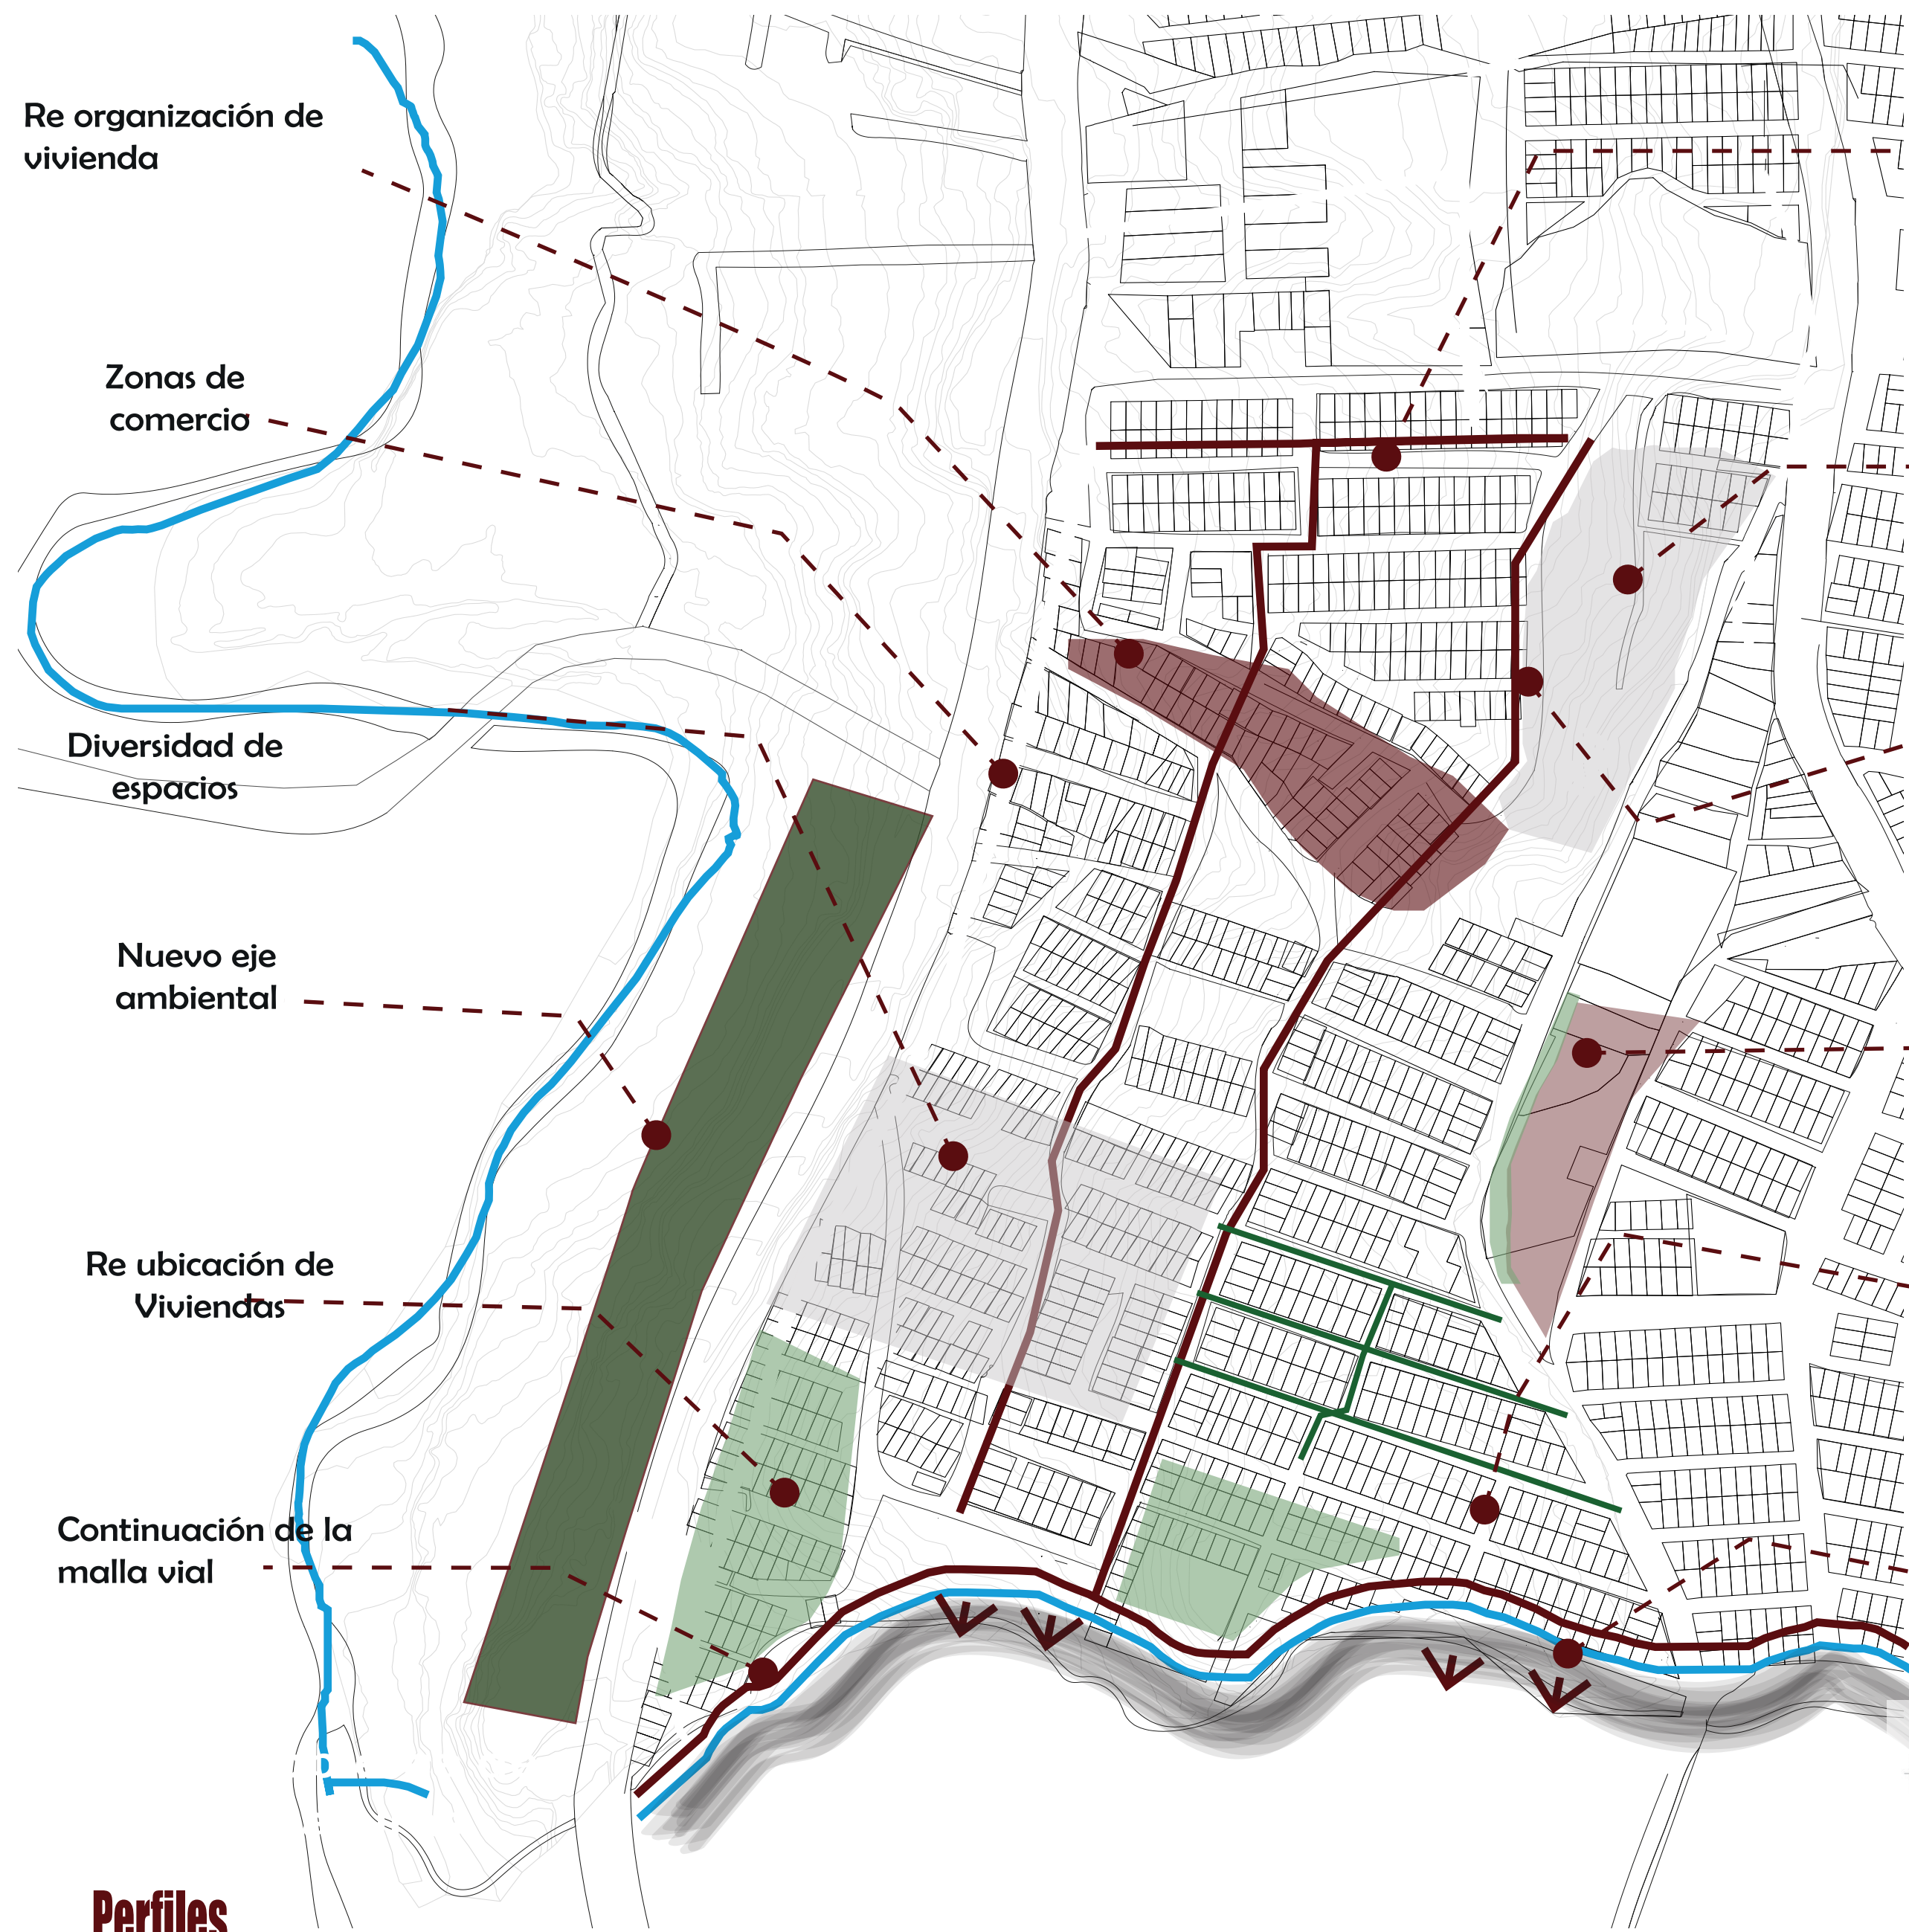 Re organización de
vivienda
Zonas de
comercio
Diversidad de
espacios
Nuevo eje
ambiental
Re ubicación de
Viviendas
Continuación de la
malla vial
Perfiles